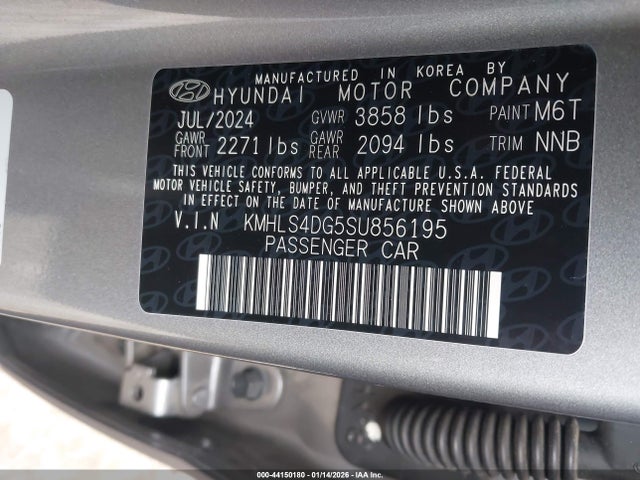 MANUFACTURED IN KOREA BY
HYUNDAI MOTOR COMPANY
JUL/2024 GVWR 3858 lbs PAINT M6T
GAWR FRONT 2271 lbs GAWR REAR 2094 lbs TRIM NNB
THIS VEHICLE CONFORMS TO ALL APPLICABLE U.S.A. FEDERAL
MOTOR VEHICLE SAFETY, BUMPER, AND THEFT PREVENTION STANDARDS
IN EFFECT ON THE DATE OF MANUFACTURE SHOWN ABOVE
V.I.N KMHLS4DG5SU856195
PASSENGER CAR
000-44150180 - 01/14/2026 - IAA Inc.